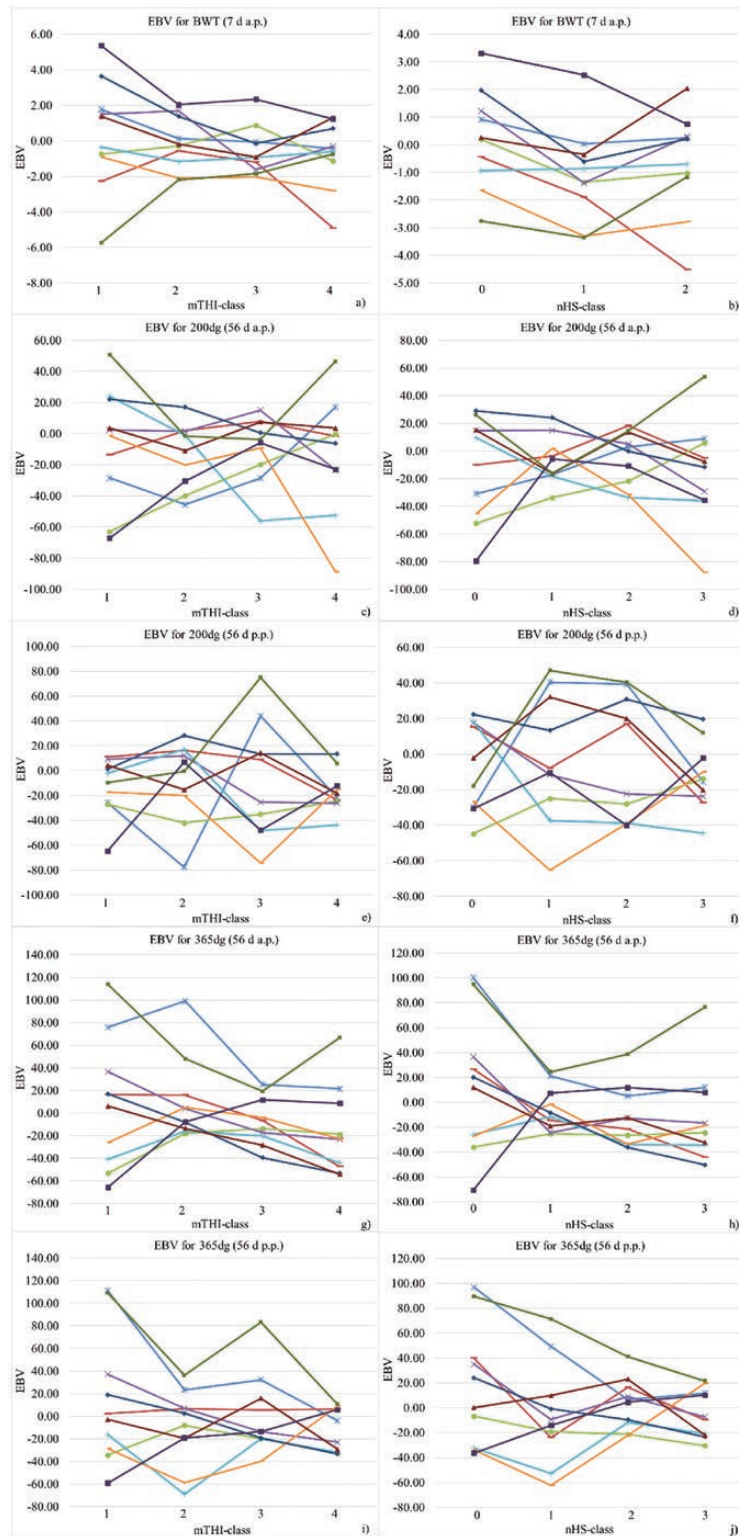 EBV for BWT (7 d a.p.)
6.00
4.00
2.00
0.00
-2.00
-4.00
-6.00
-8.00
EBV
1 2 3 4
mTHI-class
a)
EBV for BWT (7 d a.p.)
4.00
3.00
2.00
1.00
0.00
-1.00
-2.00
-3.00
-4.00
-5.00
EBV
0 1 2
nHS-class
b)
EBV for 200dg (56 d a.p.)
60.00
40.00
20.00
0.00
-20.00
-40.00
-60.00
-80.00
-100.00
EBV
1 2 3 4
mTHI-class
c)
EBV for 200dg (56 d a.p.)
80.00
60.00
40.00
20.00
0.00
-20.00
-40.00
-60.00
-80.00
-100.00
EBV
0 1 2 3
nHS-class
d)
EBV for 200dg (56 d p.p.)
100.00
80.00
60.00
40.00
20.00
0.00
-20.00
-40.00
-60.00
-80.00
-100.00
EBV
1 2 3 4
mTHI-class
e)
EBV for 200dg (56 d p.p.)
60.00
40.00
20.00
0.00
-20.00
-40.00
-60.00
-80.00
EBV
0 1 2 3
nHS-class
f)
EBV for 365dg (56 d a.p.)
140.00
120.00
100.00
80.00
60.00
40.00
20.00
0.00
-20.00
-40.00
-60.00
-80.00
EBV
1 2 3 4
mTHI-class
g)
EBV for 365dg (56 d a.p.)
120.00
100.00
80.00
60.00
40.00
20.00
0.00
-20.00
-40.00
-60.00
-80.00
EBV
0 1 2 3
nHS-class
h)
EBV for 365dg (56 d p.p.)
140.00
120.00
100.00
80.00
60.00
40.00
20.00
0.00
-20.00
-40.00
-60.00
-80.00
EBV
1 2 3 4
mTHI-class
i)
EBV for 365dg (56 d p.p.)
120.00
100.00
80.00
60.00
40.00
20.00
0.00
-20.00
-40.00
-60.00
-80.00
EBV
0 1 2 3
nHS-class
j)